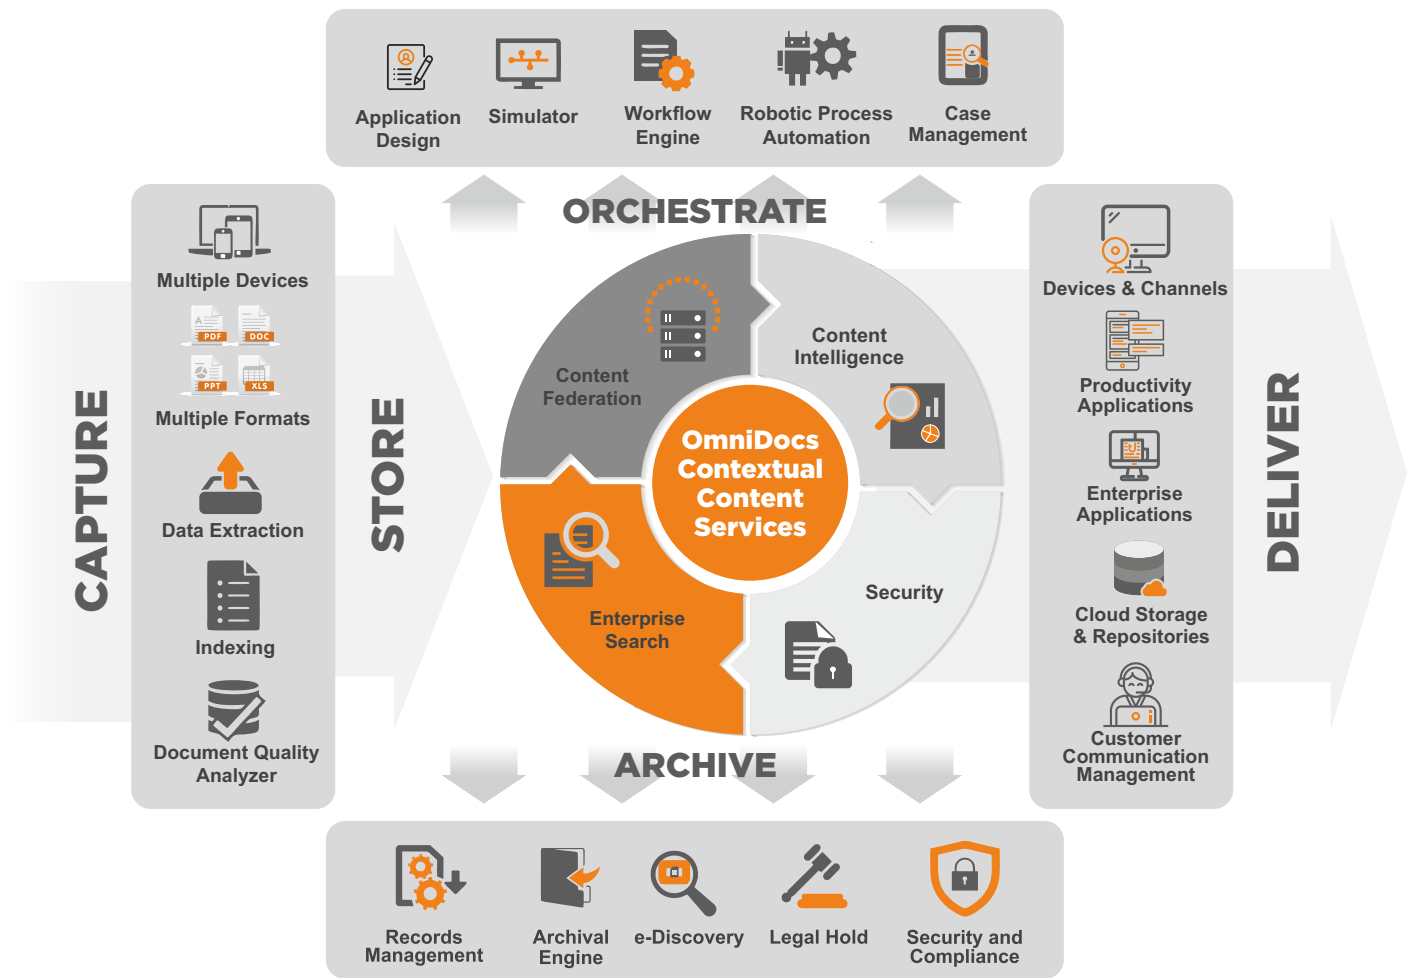 Application
Design
Simulator
Workflow
Engine
Robotic Process
Automation
Case
Management
ORCHESTRATE
CAPTURE
Multiple Devices
PDF
DOC
PPT
XLS
Multiple Formats
Data Extraction
Indexing
Document Quality
Analyzer
STORE
Content
Federation
Content
Intelligence
OmniDocs
Contextual
Content
Services
Enterprise
Search
Security
Devices & Channels
Productivity
Applications
Enterprise
Applications
Cloud Storage
& Repositories
Customer
Communication
Management
DELIVER
ARCHIVE
Records
Management
Archival
Engine
e-Discovery
Legal Hold
Security and
Compliance